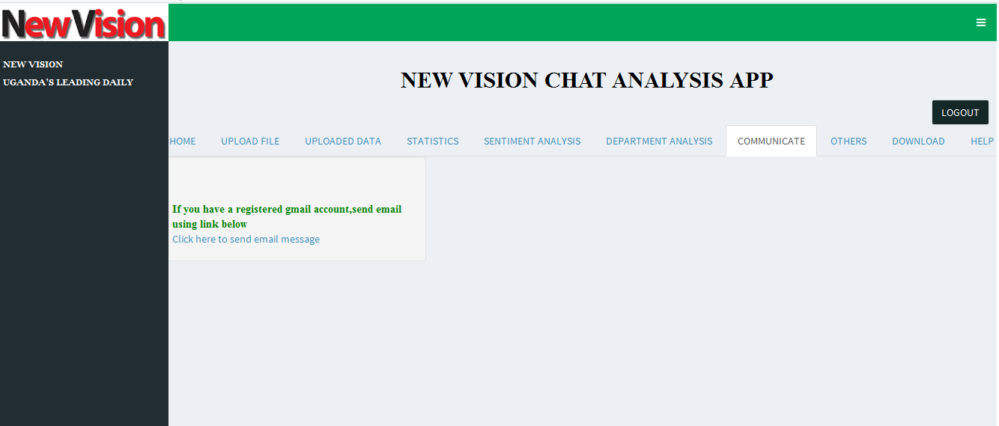 NewVision
NEW VISION
UGANDA'S LEADING DAILY
NEW VISION CHAT ANALYSIS APP
LOGOUT
HOME UPLOAD FILE UPLOADED DATA STATISTICS SENTIMENT ANALYSIS DEPARTMENT ANALYSIS COMMUNICATE OTHERS DOWNLOAD HELP
If you have a registered gmail account,send email
using link below
Click here to send email message